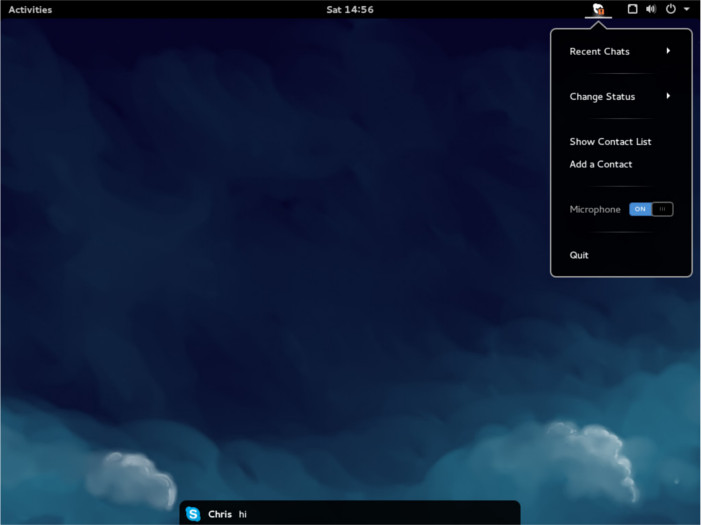 Activities
Sat 14:56
Recent Chats
Change Status
Show Contact List
Add a Contact
Microphone ON
Quit
Chris hi